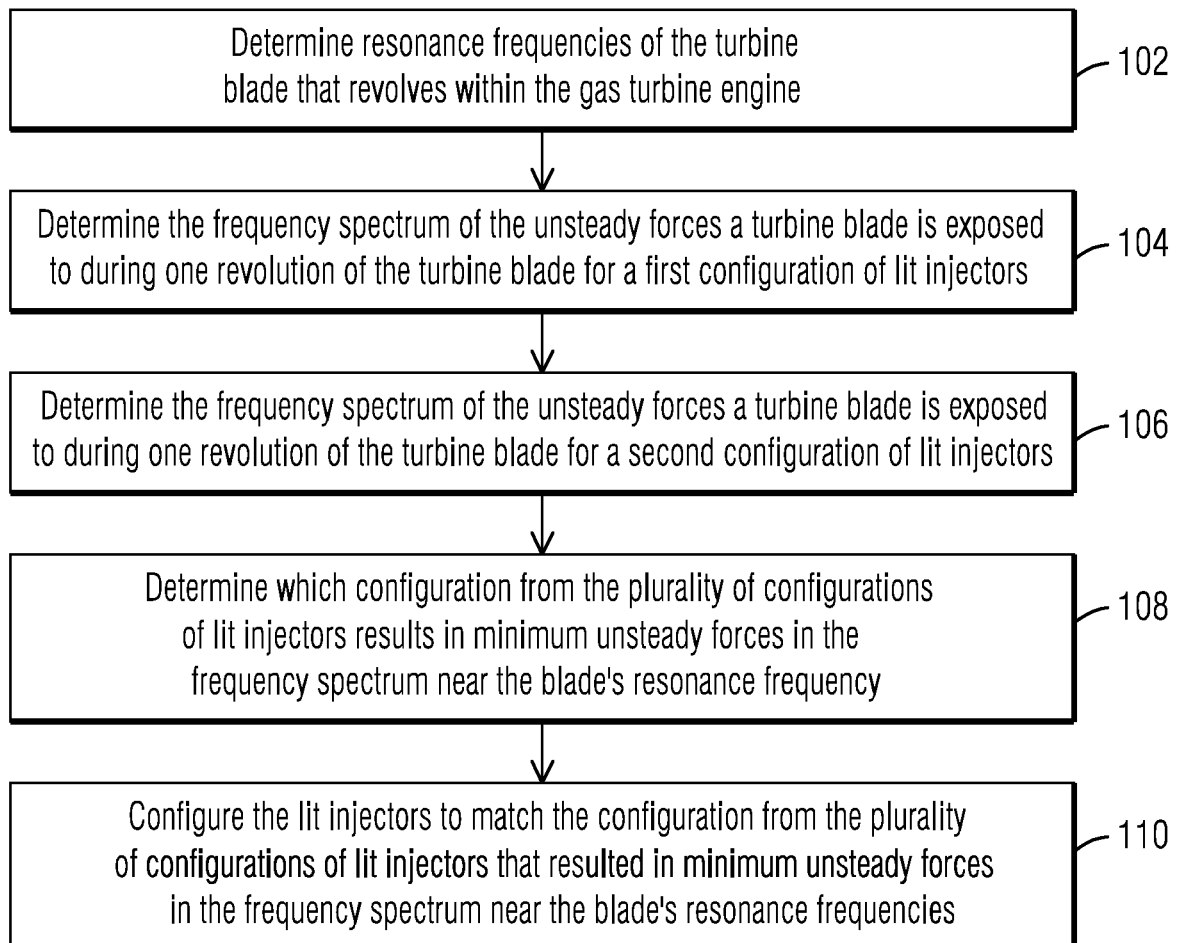 Determine resonance frequencies of the turbine
blade that revolves within the gas turbine engine
102
Determine the frequency spectrum of the unsteady forces a turbine blade is exposed
to during one revolution of the turbine blade for a first configuration of lit injectors
104
Determine the frequency spectrum of the unsteady forces a turbine blade is exposed
to during one revolution of the turbine blade for a second configuration of lit injectors
106
Determine which configuration from the plurality of configurations
of lit injectors results in minimum unsteady forces in the
frequency spectrum near the blade's resonance frequency
108
Configure the lit injectors to match the configuration from the plurality
of configurations of lit injectors that resulted in minimum unsteady forces
in the frequency spectrum near the blade's resonance frequencies
110